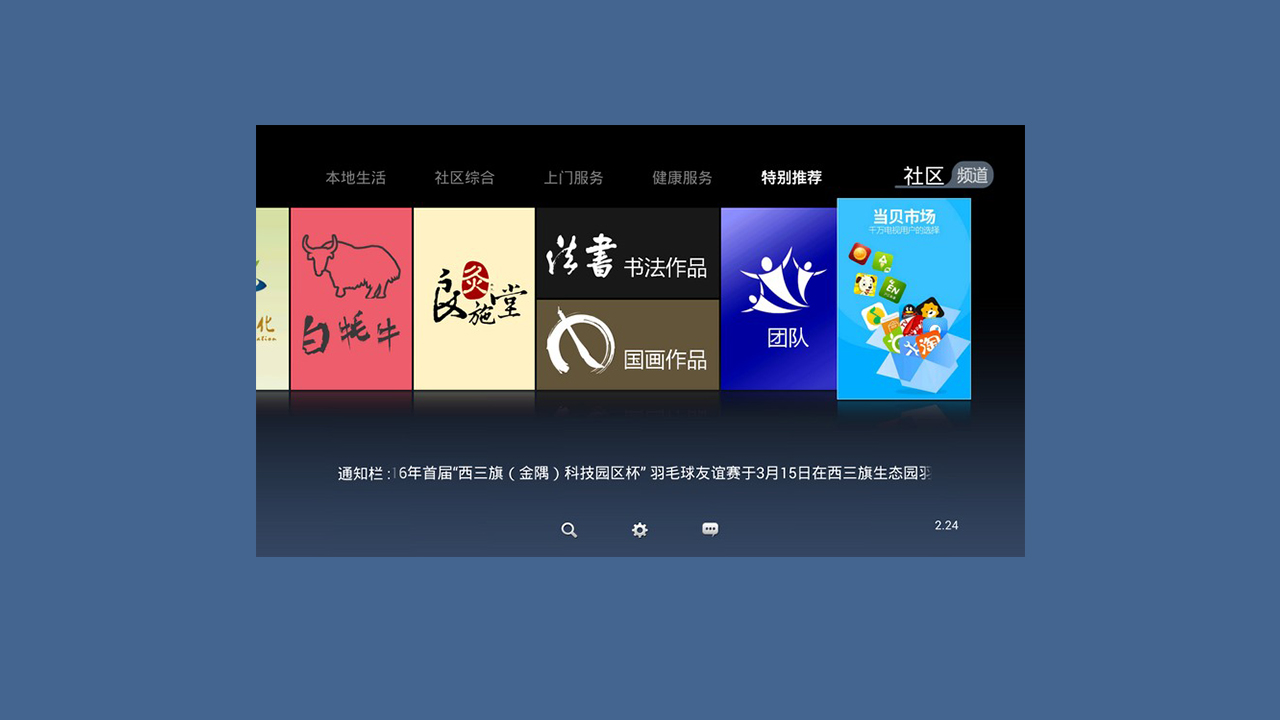 本地生活 社区综合 上门服务 健康服务 特别推荐 社区 频道
化
ation
白牦牛
良灸施堂
法書 书法作品
国画作品
团队
当贝市场
千万电视用户的选择
EN
淘
通知栏 : 16年首届“西三旗（金隅）科技园区杯” 羽毛球友谊赛于3月15日在西三旗生态园羽
2.24